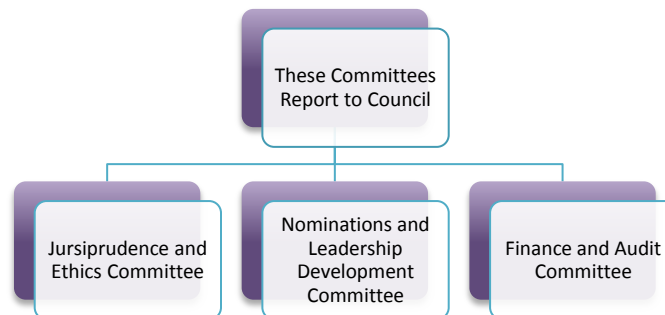 These Committees
Report to Council
Jursiprudence and
Ethics Committee
Nominations and
Leadership
Development
Committee
Finance and Audit
Committee